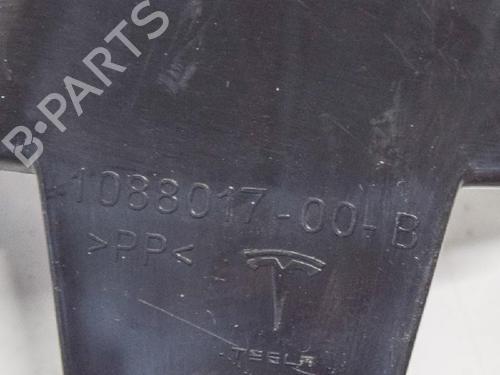 B·PARTS
1088017-00-B
>PP<
TESLA